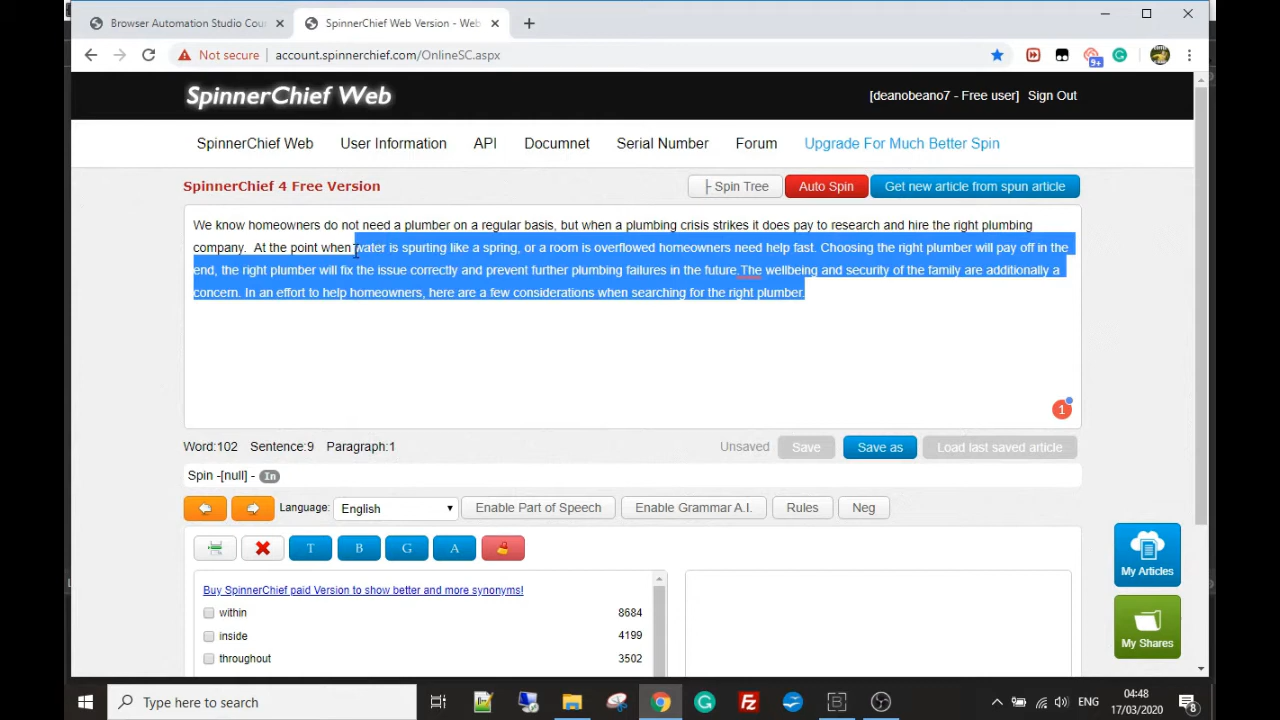 Browser Automation Studio Cou
SpinnerChief Web Version - Web
Not secure
account.spinnerchief.com/OnlineSC.aspx
9+
SpinnerChief Web
[deanobeano7 - Free user] Sign Out
SpinnerChief Web User Information API Documnet Serial Number Forum Upgrade For Much Better Spin
SpinnerChief 4 Free Version
├ Spin Tree
Auto Spin
Get new article from spun article
We know homeowners do not need a plumber on a regular basis, but when a plumbing crisis strikes it does pay to research and hire the right plumbing
company.  At the point when water is spurting like a spring, or a room is overflowed homeowners need help fast. Choosing the right plumber will pay off in the
end, the right plumber will fix the issue correctly and prevent further plumbing failures in the future.The wellbeing and security of the family are additionally a
concern. In an effort to help homeowners, here are a few considerations when searching for the right plumber.
1
Word:102 Sentence:9 Paragraph:1
Unsaved
Save
Save as
Load last saved article
Spin -[null] - In
Language: English
Enable Part of Speech
Enable Grammar A.I.
Rules
Neg
T B G A
Buy SpinnerChief paid Version to show better and more synonyms!
within 8684
inside 4199
throughout 3502
My Articles
My Shares
Type here to search
ENG
04:48
17/03/2020
8